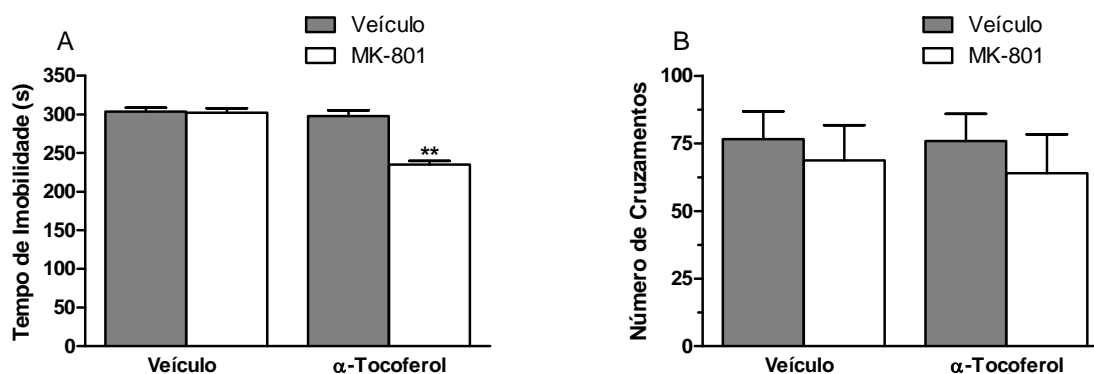 A
Veículo
MK-801
Tempo de Imobilidade (s)
350
300
250
200
150
100
50
0
**
Veículo
α-Tocoferol
B
Veículo
MK-801
Número de Cruzamentos
100
75
50
25
0
Veículo
α-Tocoferol